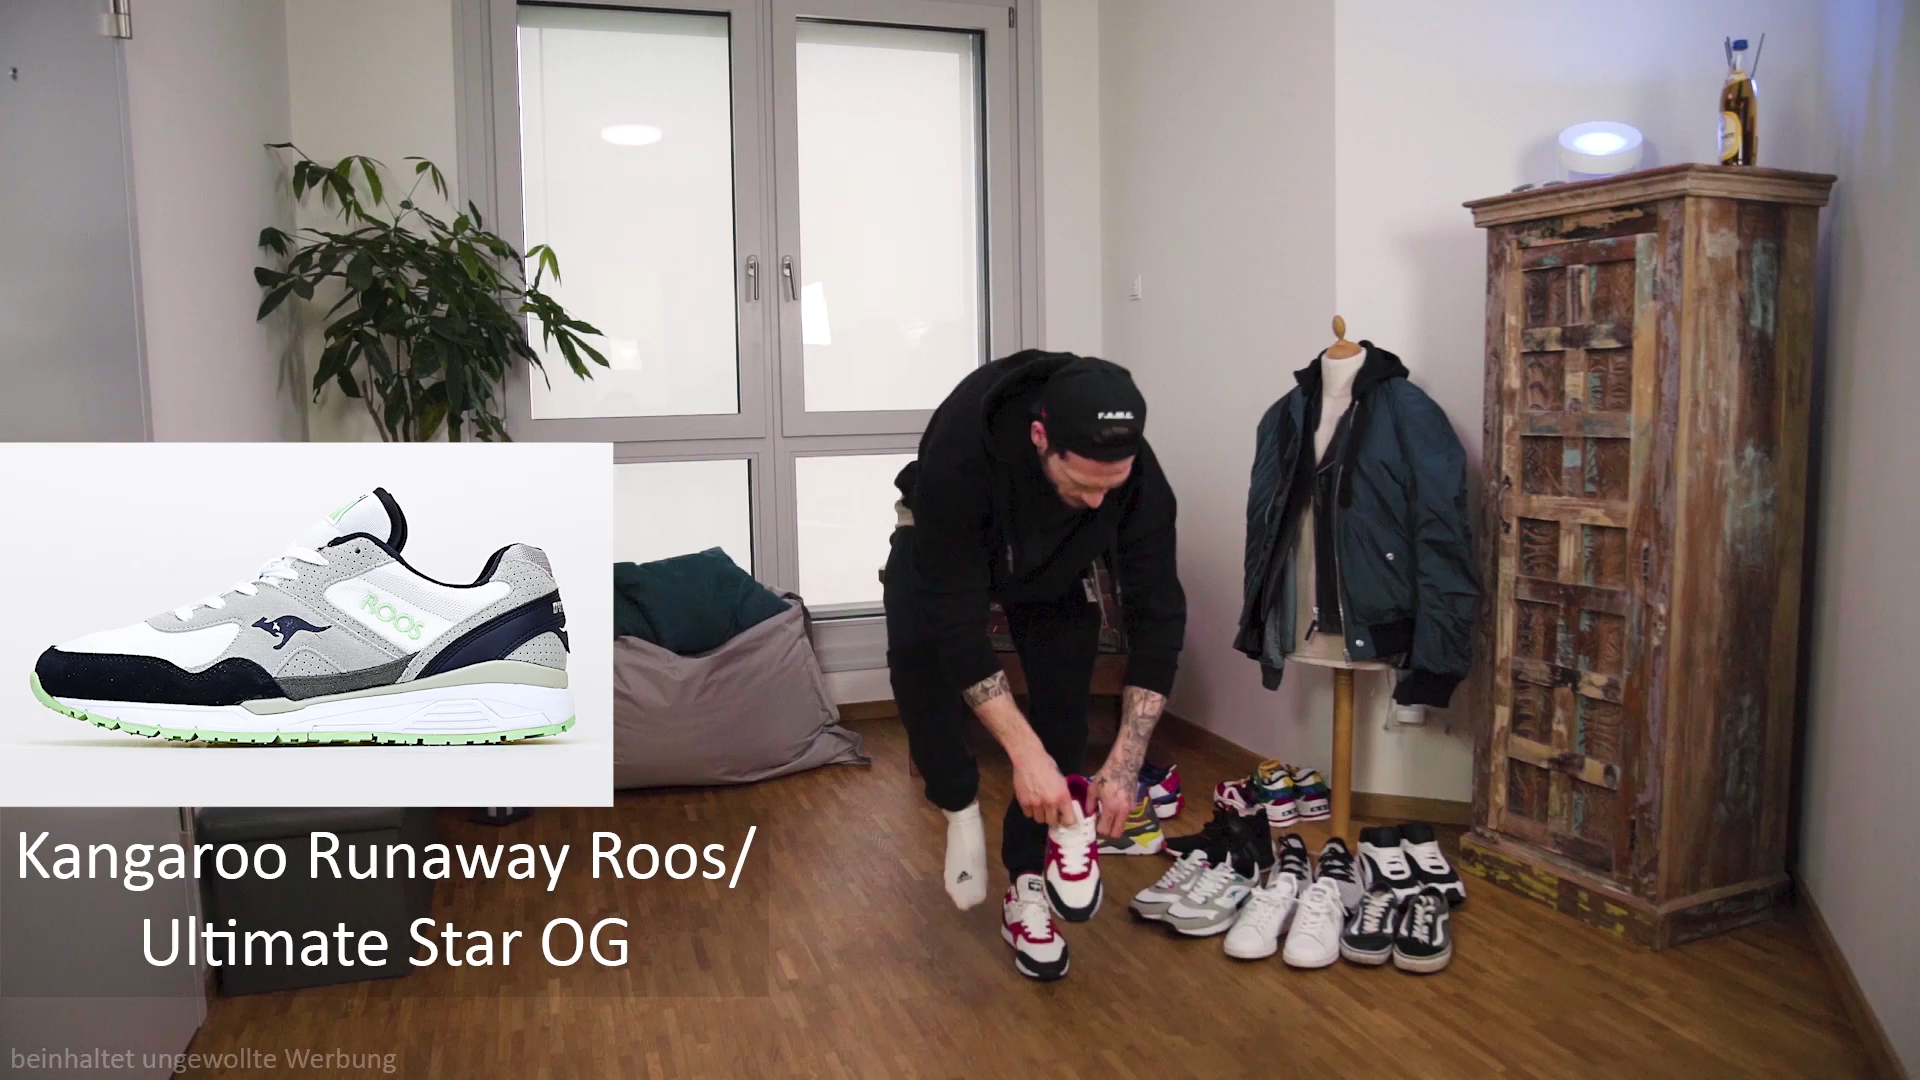 F.A.M.E.
ROOS
Kangaroo Runaway Roos/
Ultimate Star OG
beinhaltet ungewollte Werbung